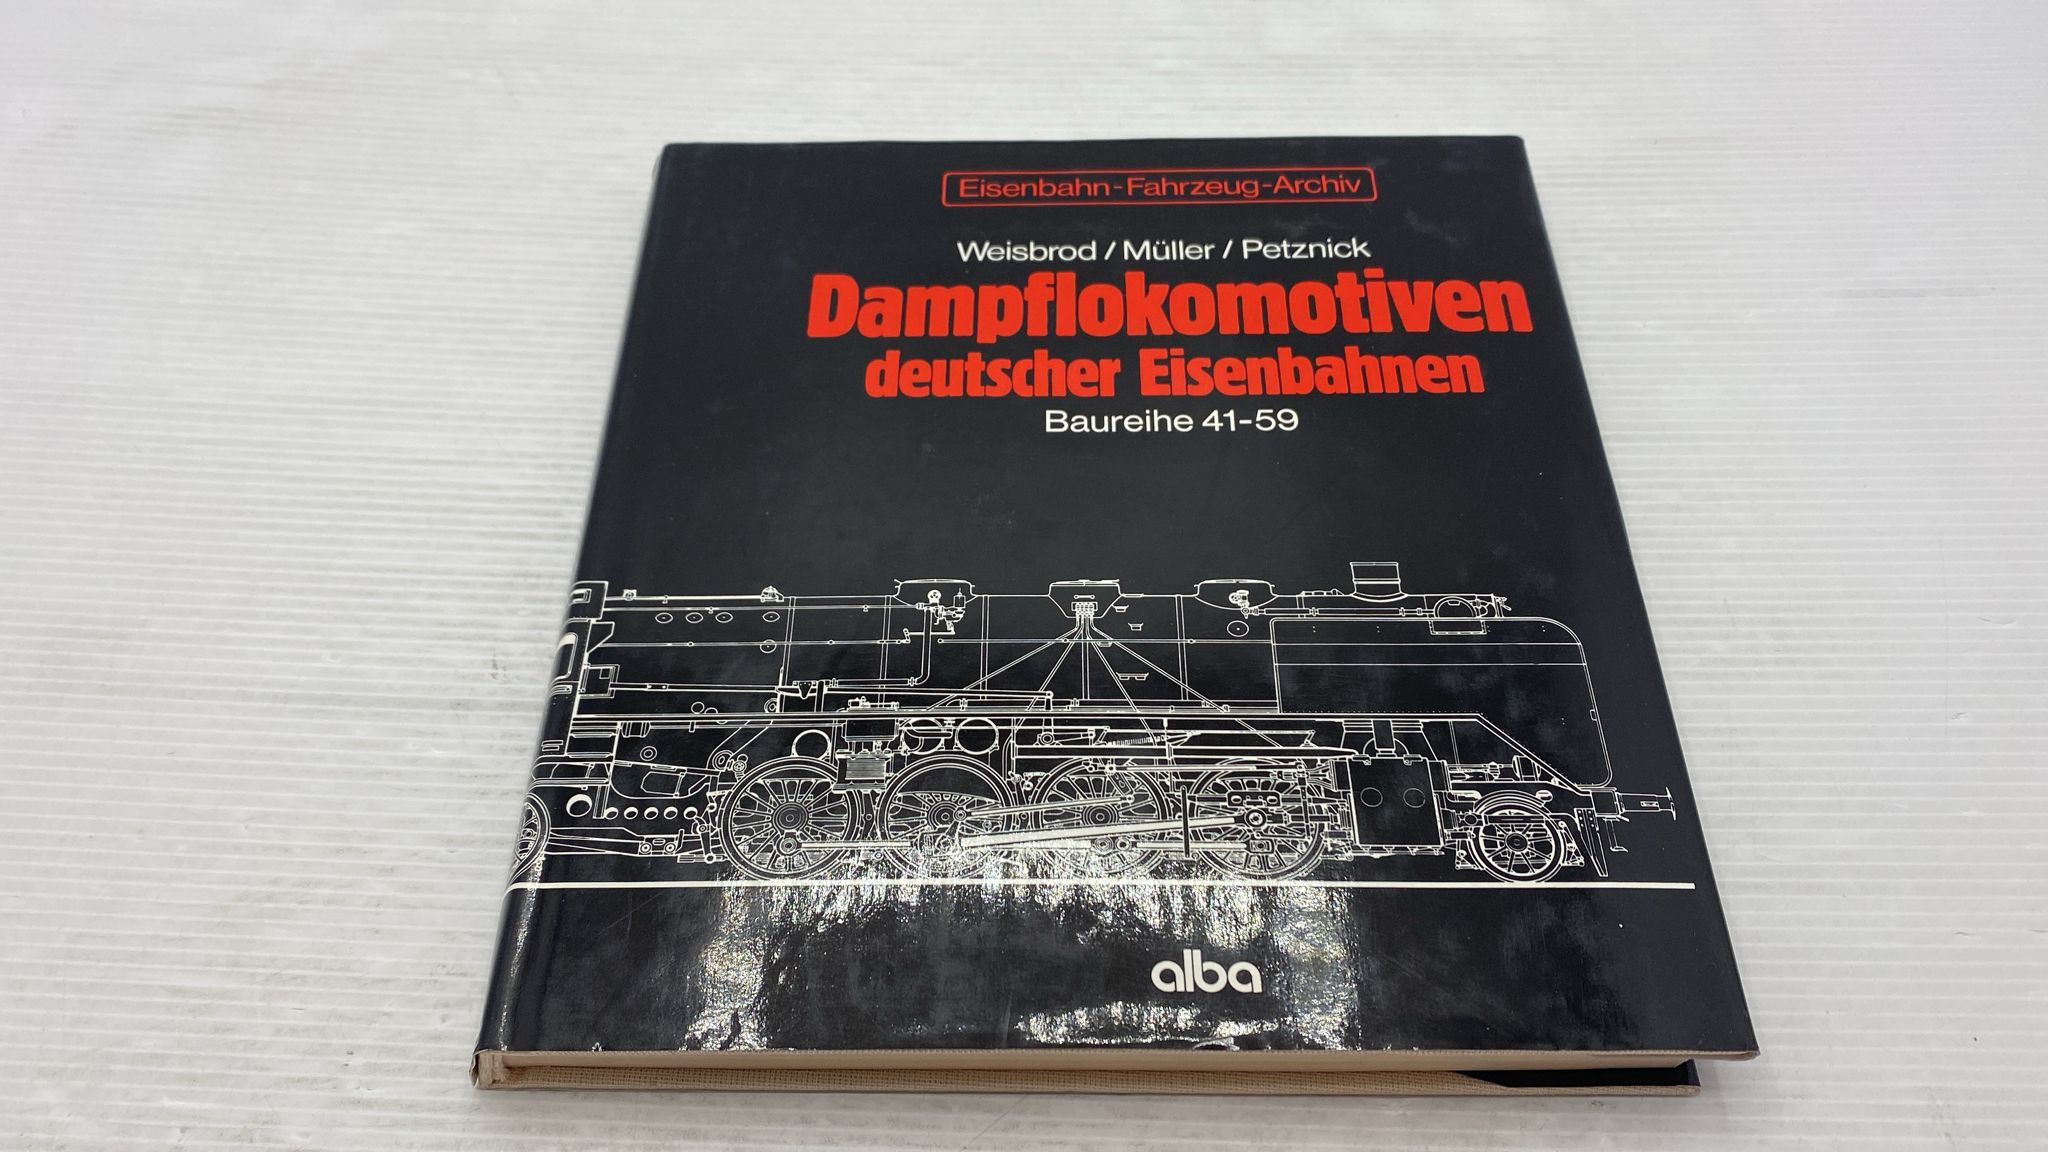 Eisenbahn-Fahrzeug-Archiv
Weisbrod / Müller / Petznick
Dampflokomotiven
deutscher Eisenbahnen
Baureihe 41-59
alba